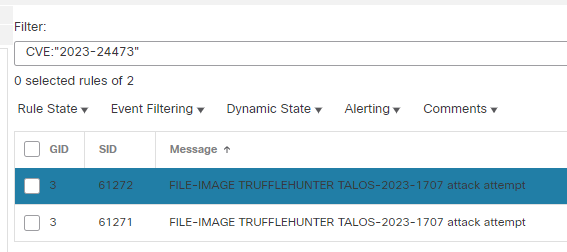 Filter:
CVE:"2023-24473"
0 selected rules of 2
Rule State Event Filtering Dynamic State Alerting Comments
GID SID Message ↑
3 61272 FILE-IMAGE TRUFFLEHUNTER TALOS-2023-1707 attack attempt
3 61271 FILE-IMAGE TRUFFLEHUNTER TALOS-2023-1707 attack attempt